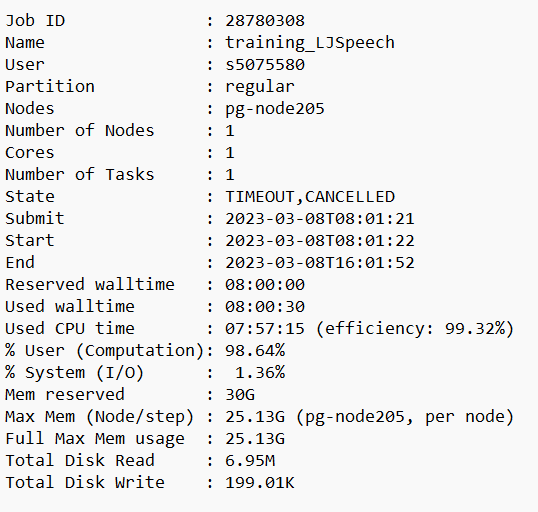 Job ID              : 28780308
Name                : training_LJSpeech
User                : s5075580
Partition           : regular
Nodes               : pg-node205
Number of Nodes     : 1
Cores               : 1
Number of Tasks     : 1
State               : TIMEOUT,CANCELLED
Submit              : 2023-03-08T08:01:21
Start               : 2023-03-08T08:01:22
End                 : 2023-03-08T16:01:52
Reserved walltime   : 08:00:00
Used walltime       : 08:00:30
Used CPU time       : 07:57:15 (efficiency: 99.32%)
% User (Computation): 98.64%
% System (I/O)      :  1.36%
Mem reserved        : 30G
Max Mem (Node/step) : 25.13G (pg-node205, per node)
Full Max Mem usage  : 25.13G
Total Disk Read     : 6.95M
Total Disk Write    : 199.01K